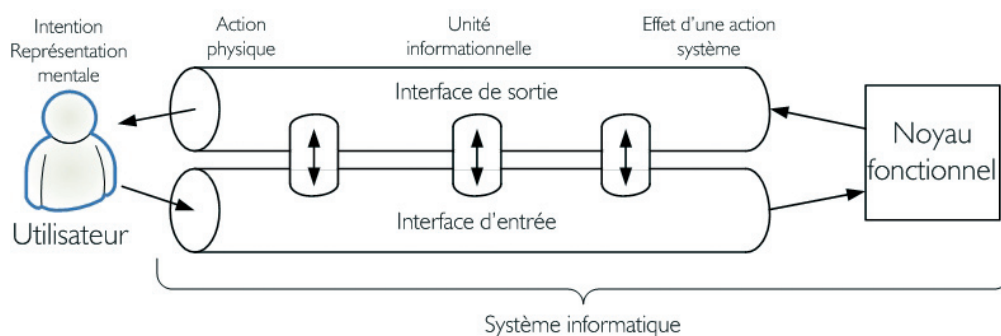 Intention
Représentation
mentale
Action
physique
Unité
informationnelle
Effet d'une action
système
Interface de sortie
Noyau
fonctionnel
Interface d'entrée
Utilisateur
Système informatique